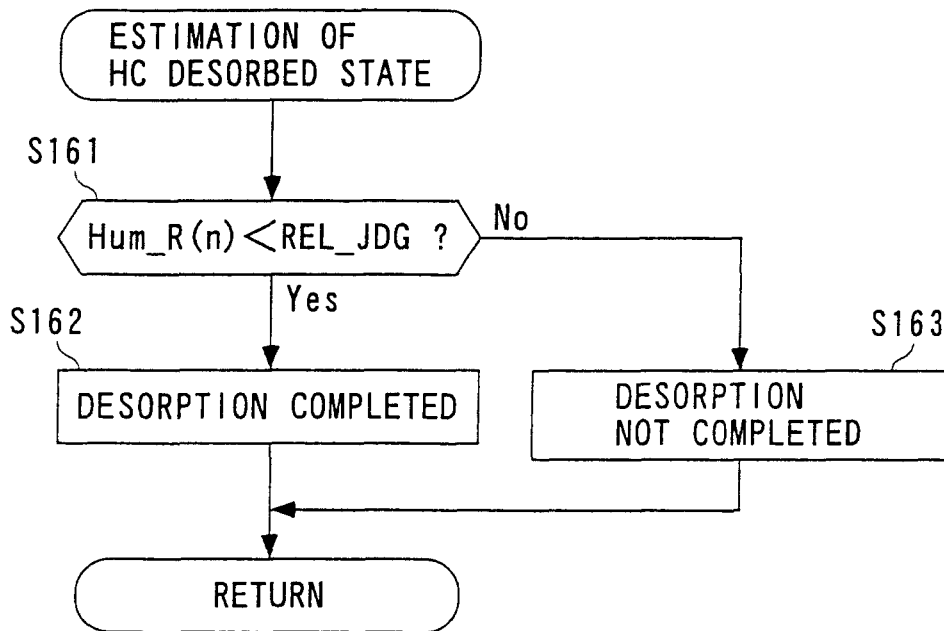 ESTIMATION OF
HC DESORBED STATE
S161
Hum_R(n)<REL_JDG ?
No
Yes
S162
S163
DESORPTION COMPLETED
DESORPTION
NOT COMPLETED
RETURN